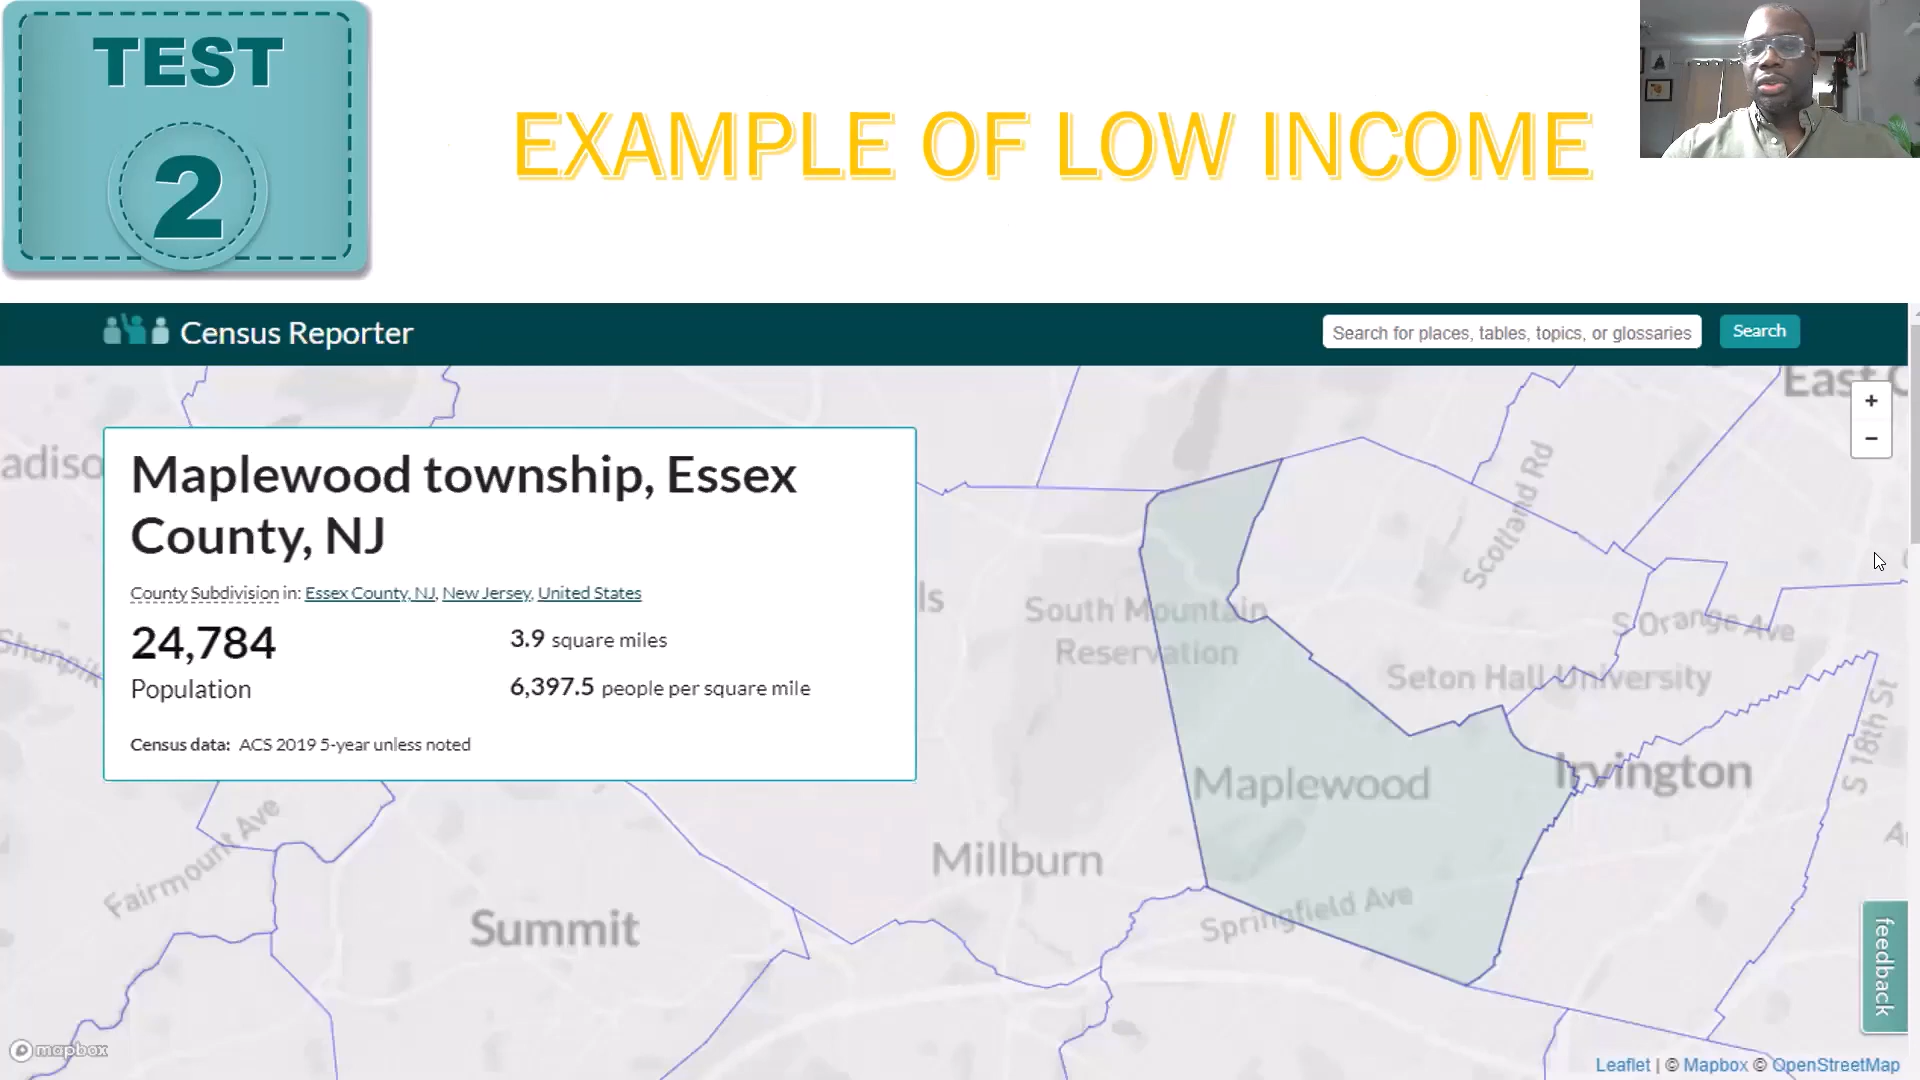 TEST
2
EXAMPLE OF LOW INCOME
Census Reporter
Search for places, tables, topics, or glossaries
Search
East
+
−
adiso
Maplewood township, Essex
County, NJ
County Subdivision in: Essex County, NJ, New Jersey, United States
24,784
Population
3.9 square miles
6,397.5 people per square mile
Census data: ACS 2019 5-year unless noted
Shunpik
ls
South Mountain
Reservation
Scotland Rd
S Orange Ave
Seton Hall University
S 18th St
Maplewood
Irvington
Millburn
Fairmount Ave
Springfield Ave
Summit
feedback
mapbox
Leaflet | © Mapbox © OpenStreetMap